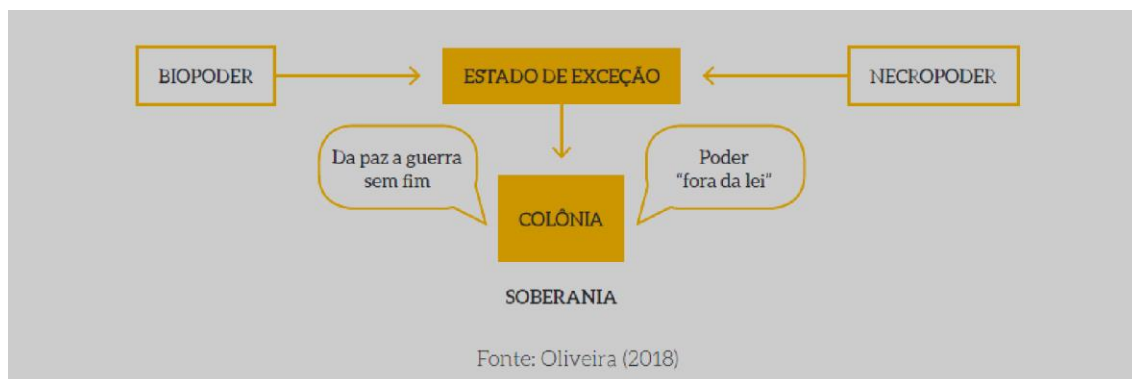 BIOPODER
ESTADO DE EXCEÇÃO
NECROPODER
Da paz a guerra
sem fim
Poder
"fora da lei"
COLÔNIA
SOBERANIA
Fonte: Oliveira (2018)